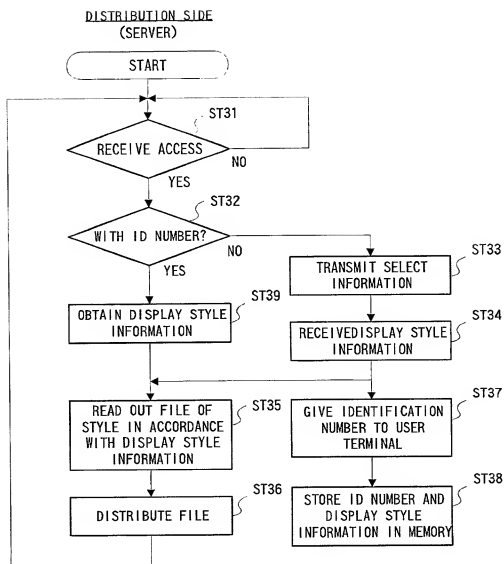 DISTRIBUTION SIDE
(SERVER)
START
ST31
RECEIVE ACCESS
NO
YES
ST32
WITH ID NUMBER?
NO
YES
ST33
TRANSMIT SELECT
INFORMATION
ST39
OBTAIN DISPLAY STYLE
INFORMATION
ST34
RECEIVEDISPLAY STYLE
INFORMATION
ST35
READ OUT FILE OF
STYLE IN ACCORDANCE
WITH DISPLAY STYLE
INFORMATION
ST37
GIVE IDENTIFICATION
NUMBER TO USER
TERMINAL
ST36
DISTRIBUTE FILE
ST38
STORE ID NUMBER AND
DISPLAY STYLE
INFORMATION IN MEMORY